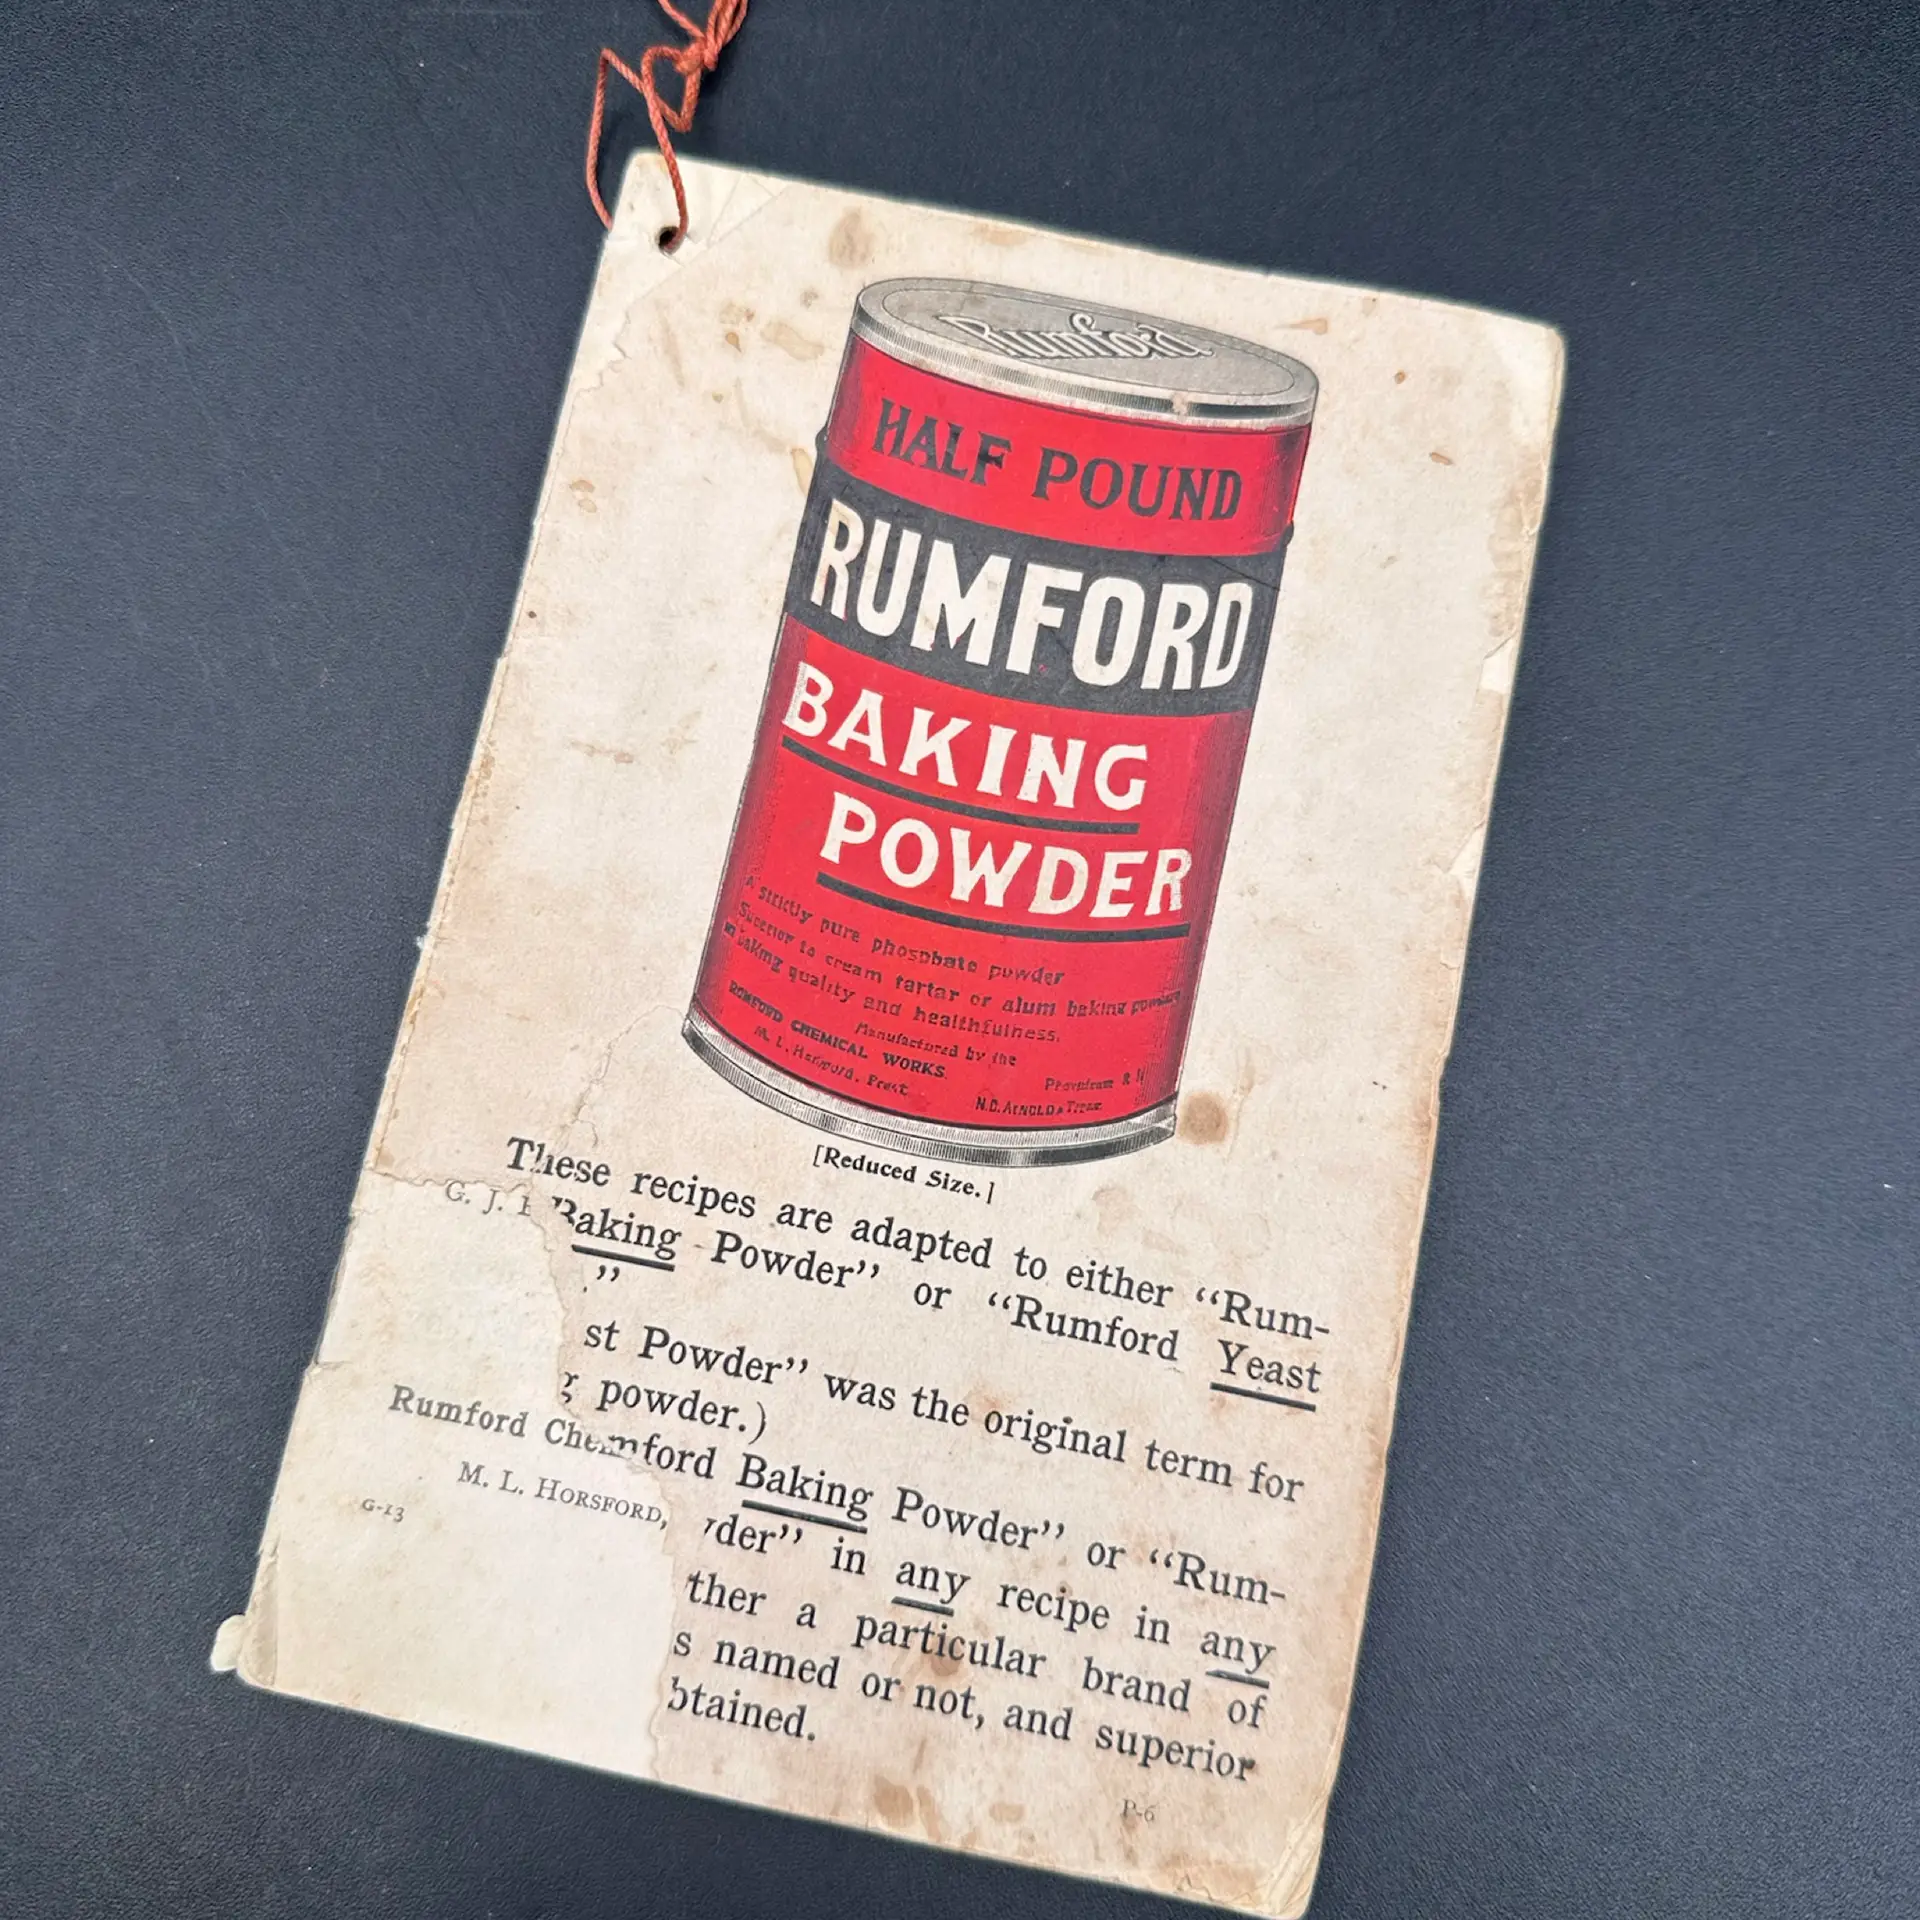 Rumford
HALF POUND
RUMFORD
BAKING
POWDER
A strictly pure phosphate powder
Superior to cream tartar or alum baking powders
in baking quality and healthfulness.
Manufactured by the
RUMFORD CHEMICAL WORKS.
M. L. Horsford, Prest.
N.D. ARNOLD, Treas.
[Reduced Size.]
These recipes are adapted to either “Rum-
G. J.
Baking Powder” or “Rumford Yeast
”
st Powder” was the original term for
g powder.)
Rumford Chem
mford Baking Powder” or “Rum-
M. L. HORSFORD,
der” in any recipe in any
G-13
ther a particular brand of
s named or not, and superior
btained.
P-6